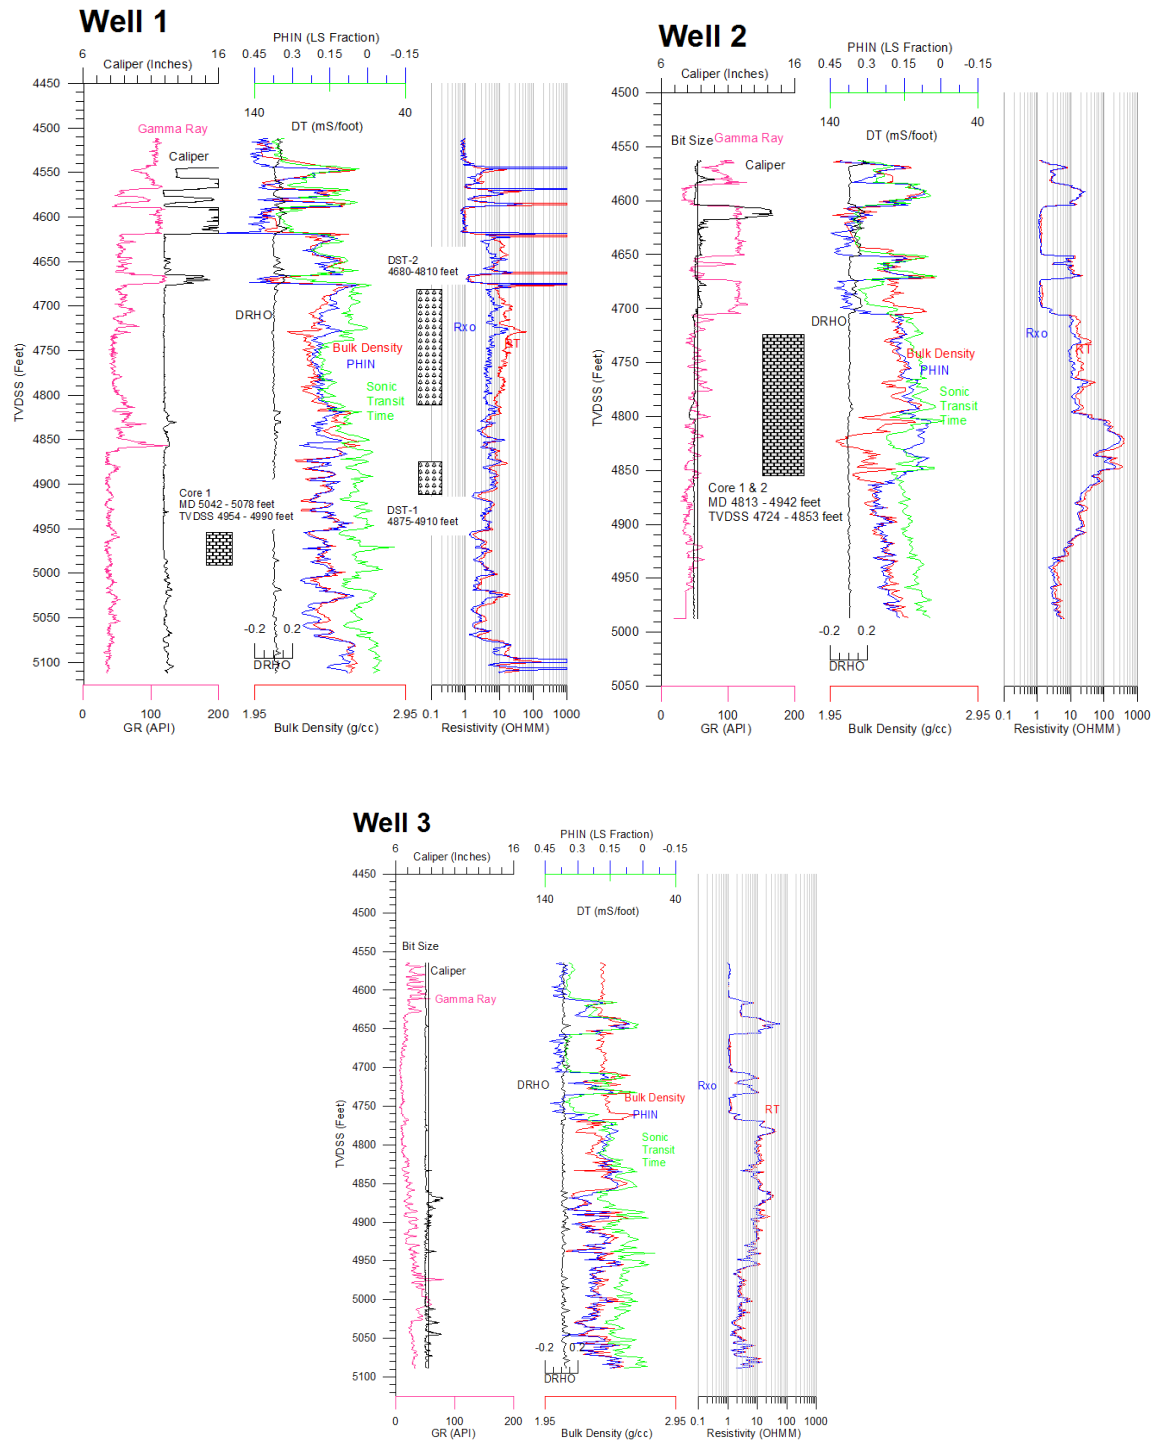 Well 1
PHIN (LS Fraction)
6 16 0.45 0.3 0.15 0 -0.15
Caliper (Inches)
140 40
DT (mS/foot)
4450
4500
4550
4600
4650
4700
4750
4800
4850
4900
4950
5000
5050
5100
TVDSS (Feet)
Gamma Ray
Caliper
DST-2
4680-4810 feet
DRHO
Rxo
RT
Bulk Density
PHIN
Sonic
Transit
Time
Core 1
MD 5042 - 5078 feet
TVDSS 4954 - 4990 feet
DST-1
4875-4910 feet
-0.2 0.2
DRHO
0 100 200
GR (API)
1.95 2.95
Bulk Density (g/cc)
0.1 1 10 100 1000
Resistivity (OHMM)
Well 2
PHIN (LS Fraction)
6 16 0.45 0.3 0.15 0 -0.15
Caliper (Inches)
140 40
DT (mS/foot)
4500
4550
4600
4650
4700
4750
4800
4850
4900
4950
5000
5050
TVDSS (Feet)
Bit Size
Gamma Ray
Caliper
DRHO
Rxo
RT
Bulk Density
PHIN
Sonic
Transit
Time
Core 1 & 2
MD 4813 - 4942 feet
TVDSS 4724 - 4853 feet
-0.2 0.2
DRHO
0 100 200
GR (API)
1.95 2.95
Bulk Density (g/cc)
0.1 1 10 100 1000
Resistivity (OHMM)
Well 3
PHIN (LS Fraction)
6 16 0.45 0.3 0.15 0 -0.15
Caliper (Inches)
140 40
DT (mS/foot)
4450
4500
4550
4600
4650
4700
4750
4800
4850
4900
4950
5000
5050
5100
TVDSS (Feet)
Bit Size
Caliper
Gamma Ray
DRHO
Rxo
Bulk Density
PHIN
RT
Sonic
Transit
Time
-0.2 0.2
DRHO
0 100 200
GR (API)
1.95 2.95
Bulk Density (g/cc)
0.1 1 10 100 1000
Resistivity (OHMM)